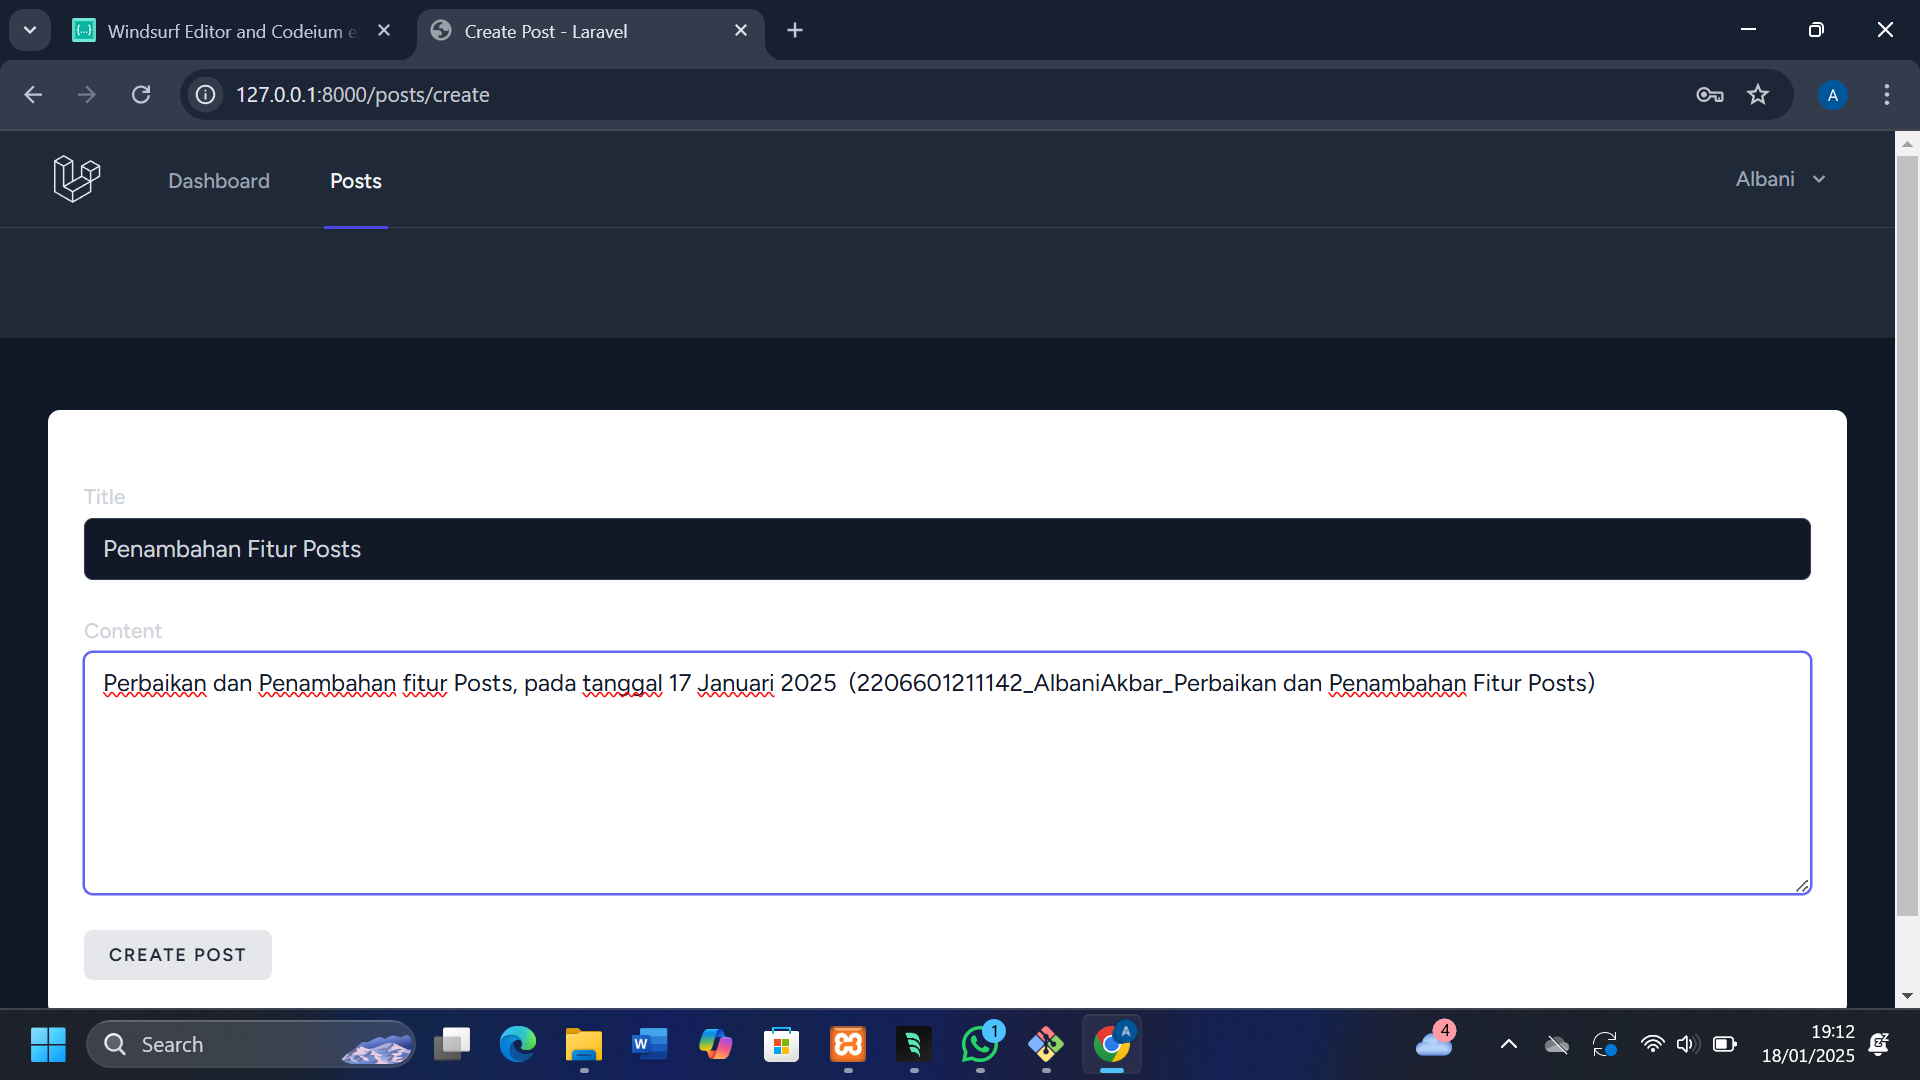 Windsurf Editor and Codeium e
Create Post - Laravel
127.0.0.1:8000/posts/create
A
Dashboard
Posts
Albani
Title
Penambahan Fitur Posts
Content
Perbaikan dan Penambahan fitur Posts, pada tanggal 17 Januari 2025 (2206601211142_AlbaniAkbar_Perbaikan dan Penambahan Fitur Posts)
CREATE POST
Search
W
1
A
4
19:12
18/01/2025